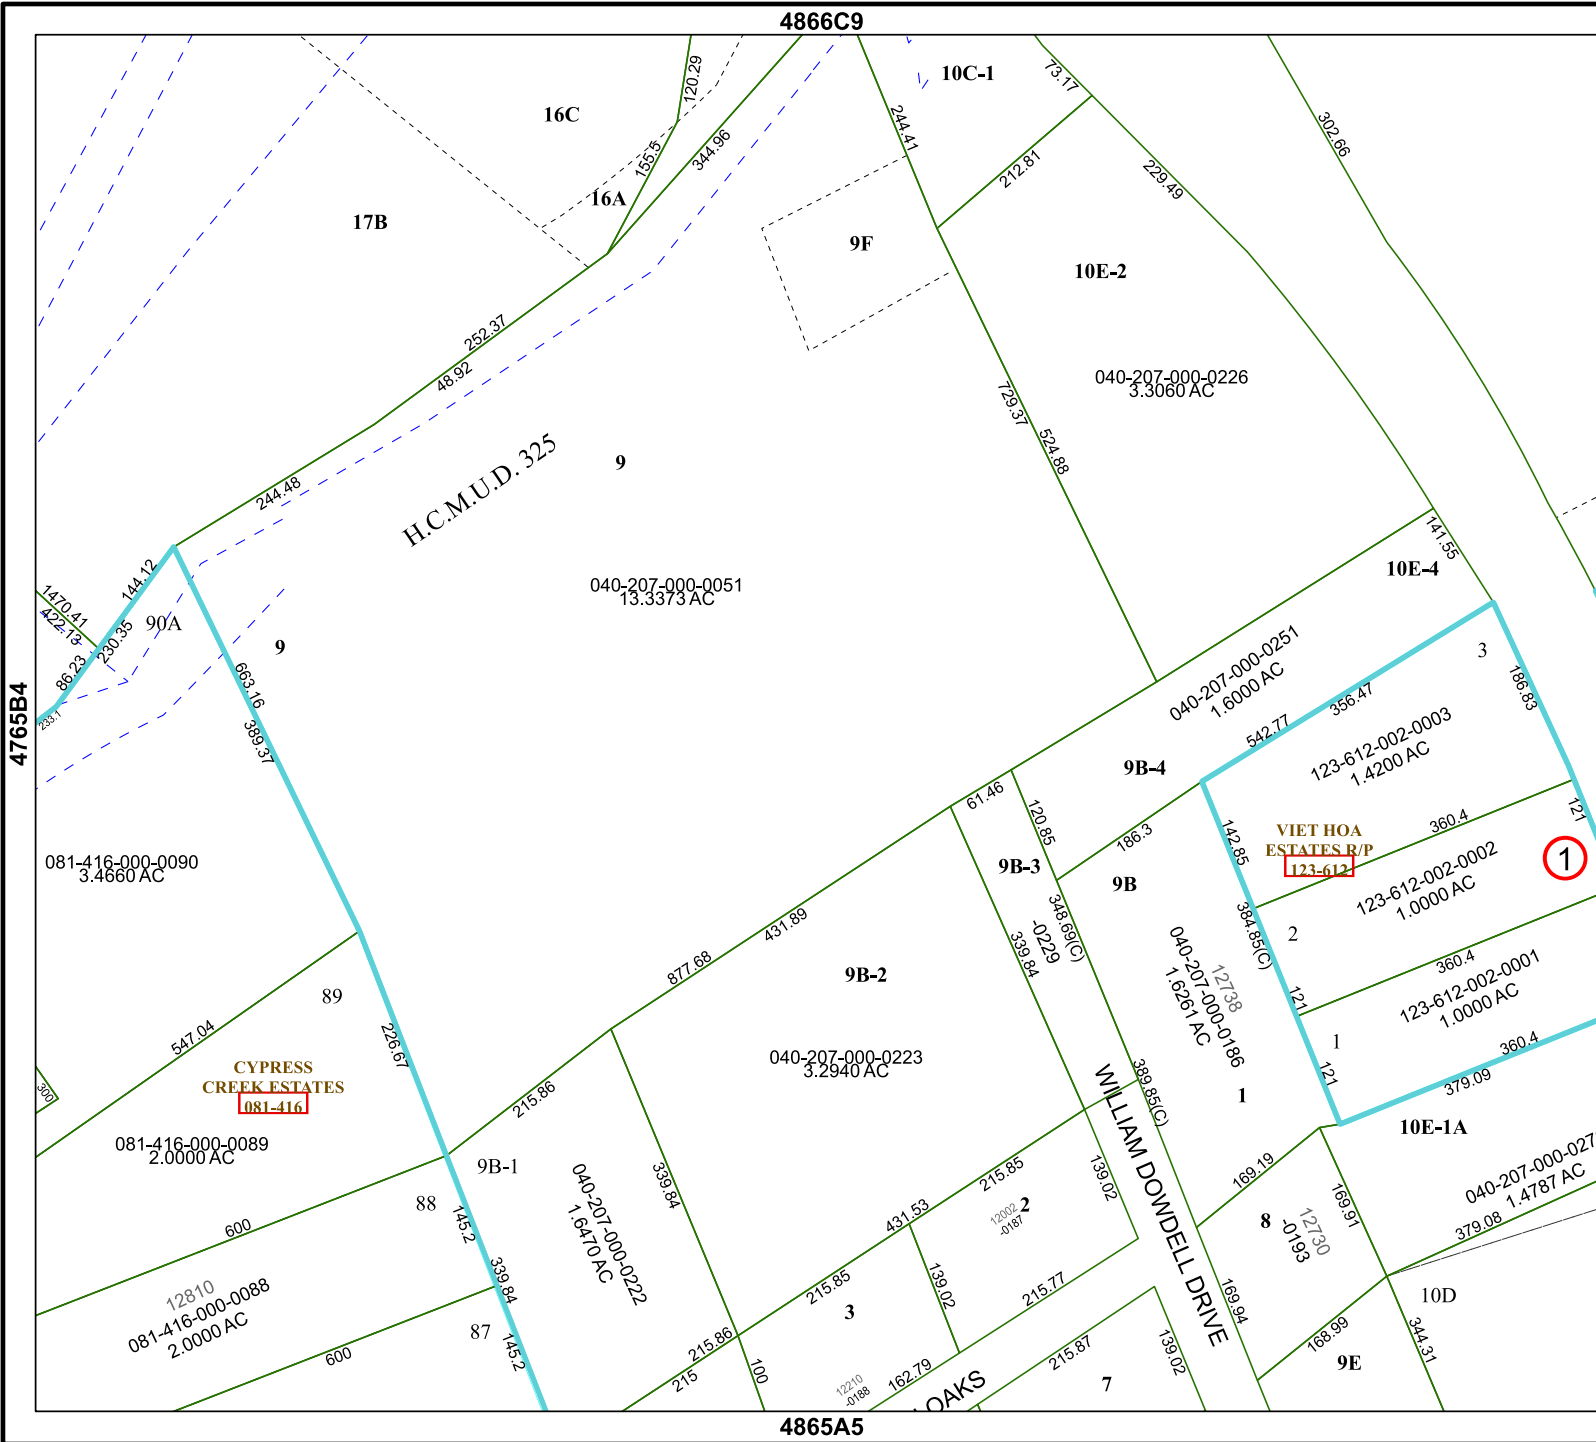 4866C9
10C-1
73.17
120.29
16C
244.41
302.66
155.5
344.96
212.81
229.49
16A
17B
9F
10E-2
252.37
48.92
040-207-000-0226
3.3060 AC
729.37
524.88
H.C.M.U.D. 325
9
244.48
141.55
10E-4
144.12
040-207-000-0051
13.3373 AC
1470.41
422.13
90A
230.35
9
86.23
663.16
233.1
389.37
4765B4
040-207-000-0251
1.6000 AC
3
186.83
356.47
542.77
123-612-002-0003
1.4200 AC
9B-4
61.46
120.85
186.3
142.85
VIET HOA
ESTATES R/P
123-612
360.4
121
1
081-416-000-0090
3.4660 AC
9B-3
9B
123-612-002-0002
1.0000 AC
348.69(C)
-0229
339.84
384.85(C)
2
431.89
877.68
9B-2
12738
040-207-000-0186
1.6261 AC
360.4
123-612-002-0001
1.0000 AC
121
89
547.04
226.67
1
360.4
121
379.09
CYPRESS
CREEK ESTATES
081-416
300
040-207-000-0223
3.2940 AC
215.86
389.85(C)
WILLIAM DOWDELL DRIVE
1
10E-1A
081-416-000-0089
2.0000 AC
9B-1
339.84
139.02
169.19
040-207-000-027
1.4787 AC
379.08
88
145.2
040-207-000-0222
1.6470 AC
215.85
431.53
12002
-0187
2
169.91
8
12730
-0193
600
339.84
12810
081-416-000-0088
2.0000 AC
215.85
139.02
215.77
169.94
10D
3
87
600
145.2
215.86
215
100
162.79
12210
-0188
OAKS
215.87
139.02
7
168.99
9E
344.31
4865A5